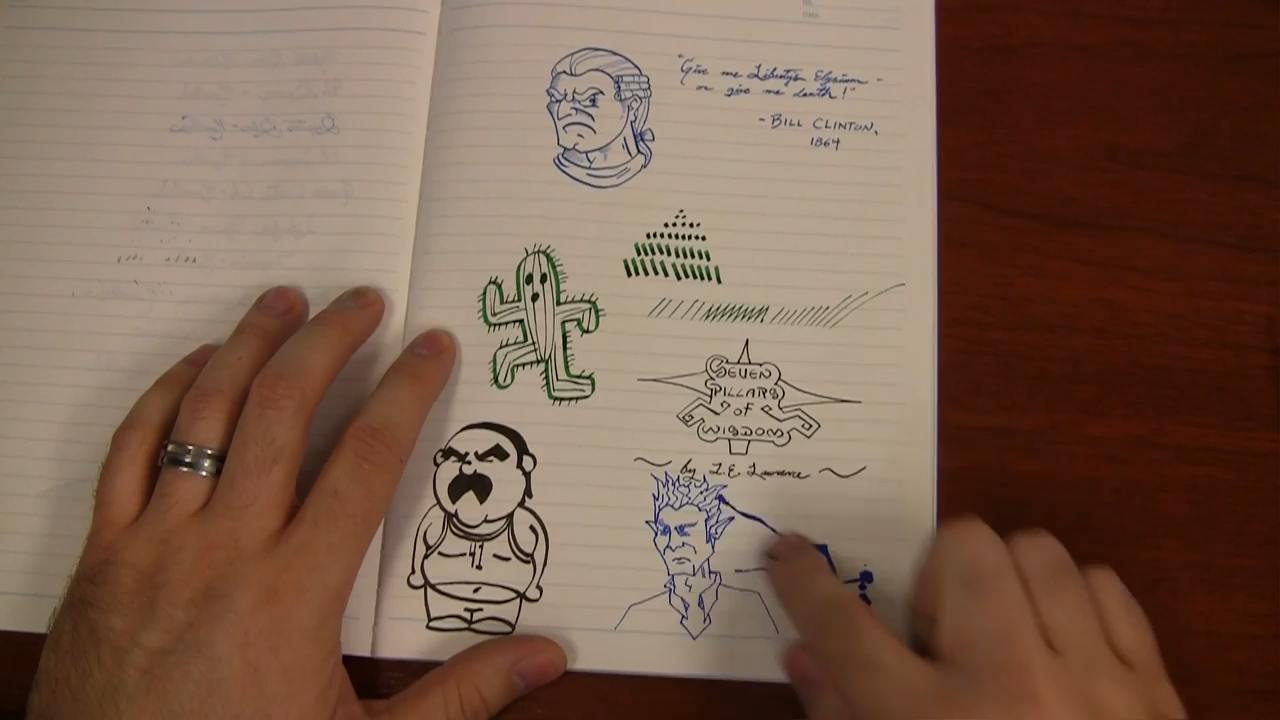 "Give me Liberty's Elysium -
or give me death!"
- BILL CLINTON,
1864
SEVEN
PILLARS
OF
WISDOM
by T.E. Lawrence